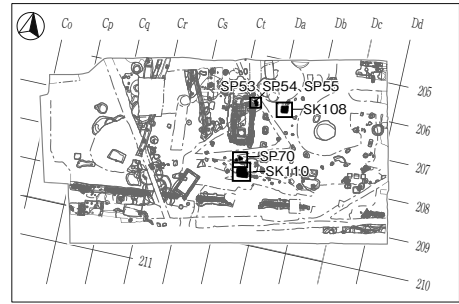 Co Cp Cq Cr Cs Ct Da Db Dc Dd
205
SP53, SP54, SP55
SK108
206
SP70
207
SK110
208
209
211
210